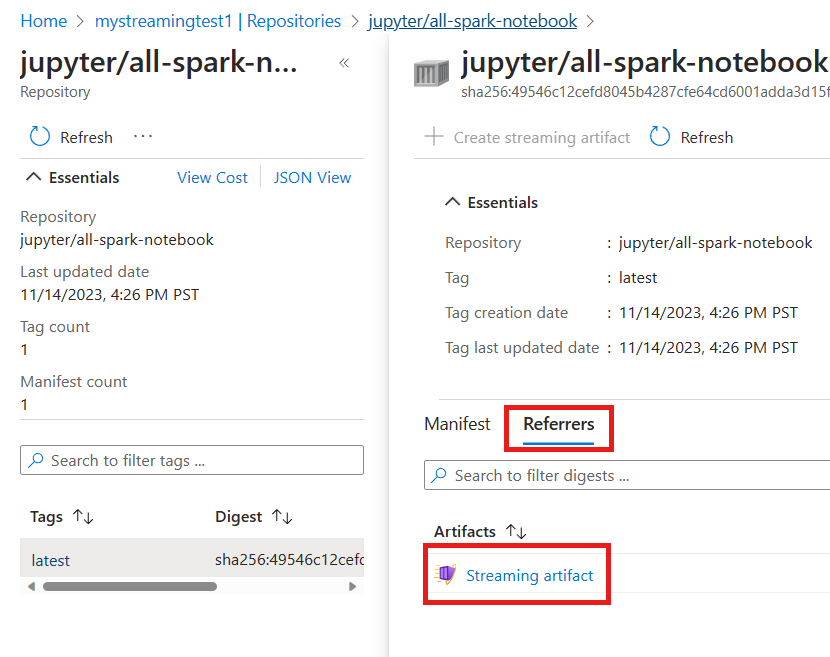 Home > mystreamingtest1 | Repositories > jupyter/all-spark-notebook >
jupyter/all-spark-n... «
Repository
Refresh ...
Essentials View Cost JSON View
Repository
jupyter/all-spark-notebook
Last updated date
11/14/2023, 4:26 PM PST
Tag count
1
Manifest count
1
Search to filter tags ...
Tags Digest
latest sha256:49546c12cefd
jupyter/all-spark-notebook
sha256:49546c12cefd8045b4287cfe64cd6001adda3d15f
Create streaming artifact Refresh
Essentials
Repository : jupyter/all-spark-notebook
Tag : latest
Tag creation date : 11/14/2023, 4:26 PM PST
Tag last updated date : 11/14/2023, 4:26 PM PST
Manifest Referrers
Search to filter digests ...
Artifacts
Streaming artifact